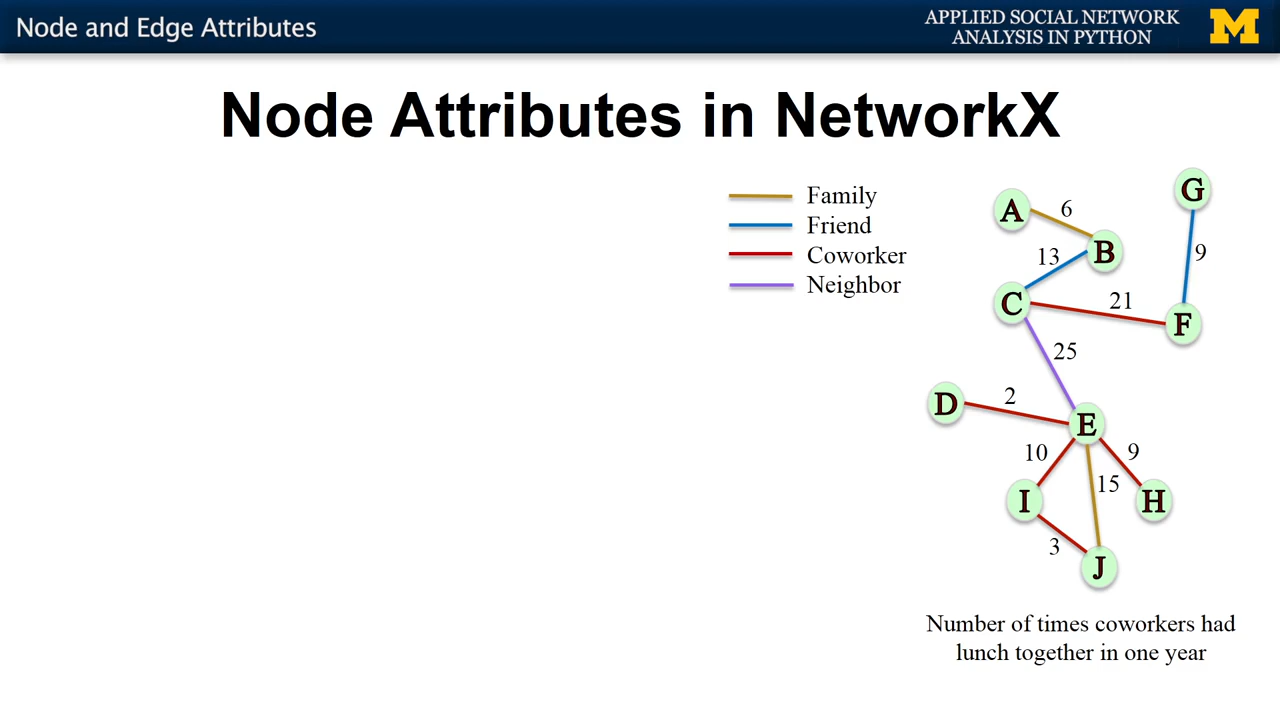 Node and Edge Attributes
APPLIED SOCIAL NETWORK
ANALYSIS IN PYTHON
M
Node Attributes in NetworkX
Family
Friend
Coworker
Neighbor
G
A
6
B
9
13
C
21
F
25
D
2
E
10
9
15
I
H
3
J
Number of times coworkers had
lunch together in one year